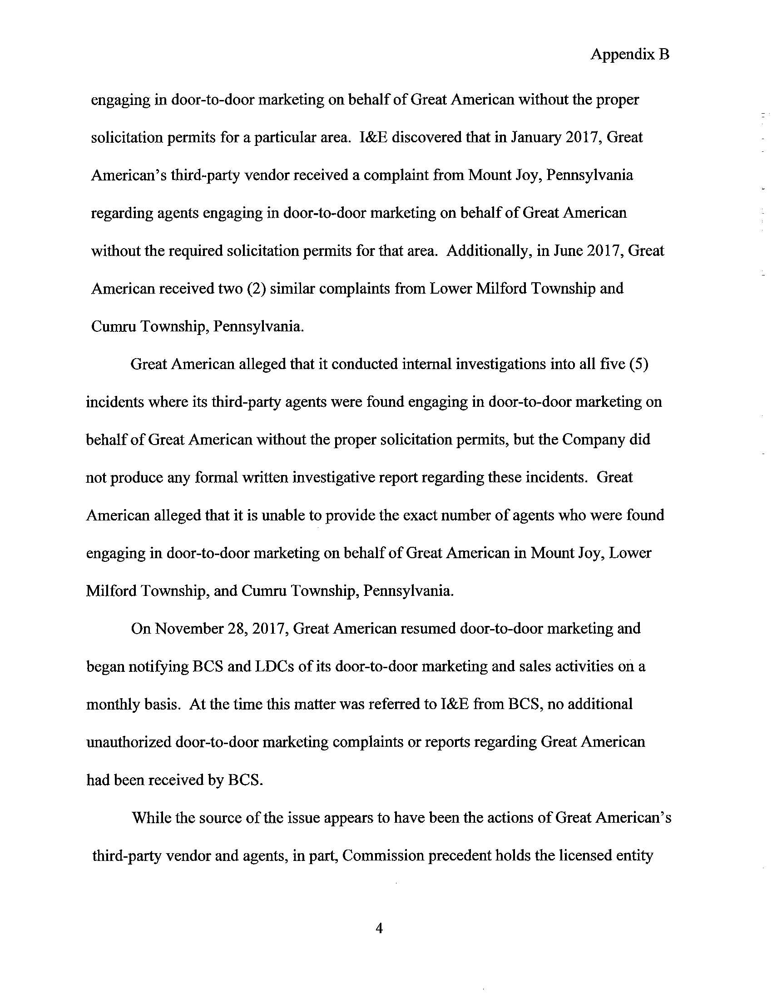 Appendix B
engaging in door-to-door marketing on behalf of Great American without the proper
solicitation permits for a particular area.  I&E discovered that in January 2017, Great
American's third-party vendor received a complaint from Mount Joy, Pennsylvania
regarding agents engaging in door-to-door marketing on behalf of Great American
without the required solicitation permits for that area.  Additionally, in June 2017, Great
American received two (2) similar complaints from Lower Milford Township and
Cumru Township, Pennsylvania.
Great American alleged that it conducted internal investigations into all five (5)
incidents where its third-party agents were found engaging in door-to-door marketing on
behalf of Great American without the proper solicitation permits, but the Company did
not produce any formal written investigative report regarding these incidents.  Great
American alleged that it is unable to provide the exact number of agents who were found
engaging in door-to-door marketing on behalf of Great American in Mount Joy, Lower
Milford Township, and Cumru Township, Pennsylvania.
On November 28, 2017, Great American resumed door-to-door marketing and
began notifying BCS and LDCs of its door-to-door marketing and sales activities on a
monthly basis.  At the time this matter was referred to I&E from BCS, no additional
unauthorized door-to-door marketing complaints or reports regarding Great American
had been received by BCS.
While the source of the issue appears to have been the actions of Great American's
third-party vendor and agents, in part, Commission precedent holds the licensed entity
4